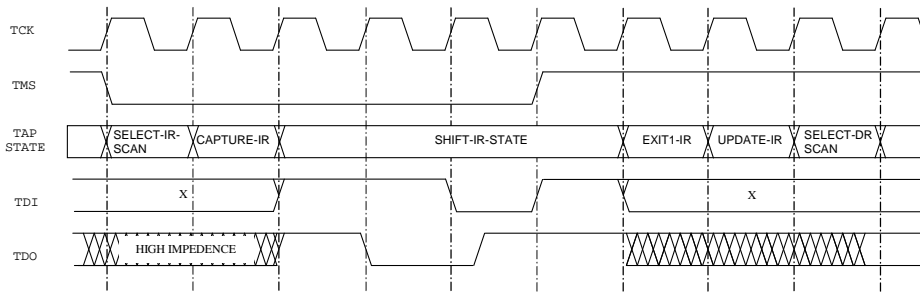 TCK
TMS
TAP
STATE
SELECT-IR-
SCAN
CAPTURE-IR
SHIFT-IR-STATE
EXIT1-IR
UPDATE-IR
SELECT-DR
SCAN
TDI
X
X
TDO
HIGH IMPEDENCE